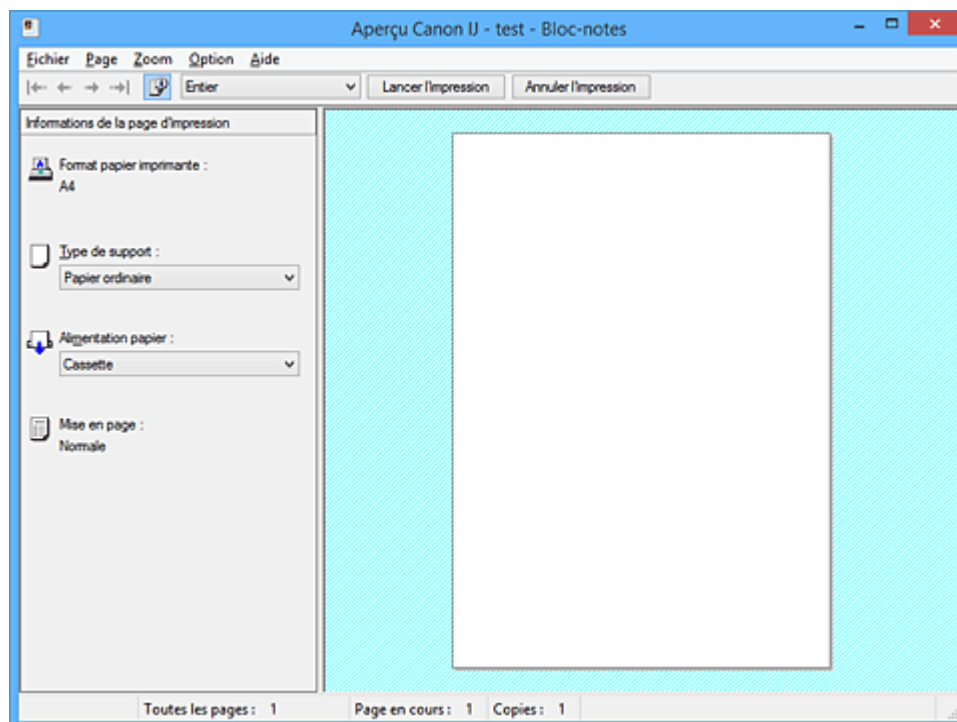 Aperçu Canon IJ - test - Bloc-notes
Fichier Page Zoom Option Aide
Entier Lancer l'impression Annuler l'impression
Informations de la page d'impression
Format papier imprimante :
A4
Type de support :
Papier ordinaire
Alimentation papier :
Cassette
Mise en page :
Normale
Toutes les pages : 1 Page en cours : 1 Copies : 1